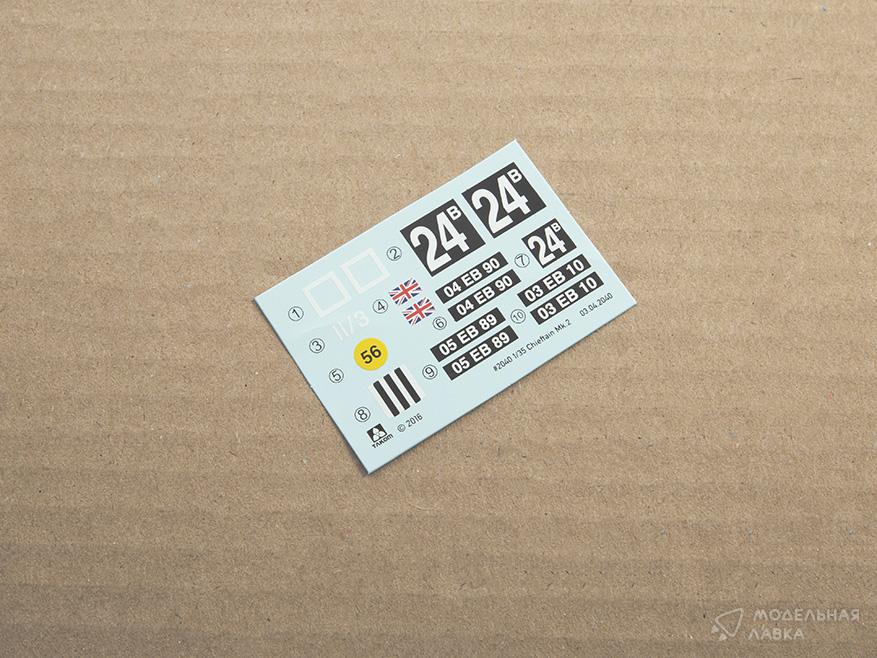 ①
②
24B
24B
③
II/3
④
04 EB 90
04 EB 90
⑦
24B
⑤
56
⑥
05 EB 89
05 EB 89
⑩
03 EB 10
03 EB 10
⑧
⑨
#2040 1/35 Chieftain Mk.2
03.04.2040
TAKOM
© 2016
МОДЕЛЬНАЯ
ЛАВКА